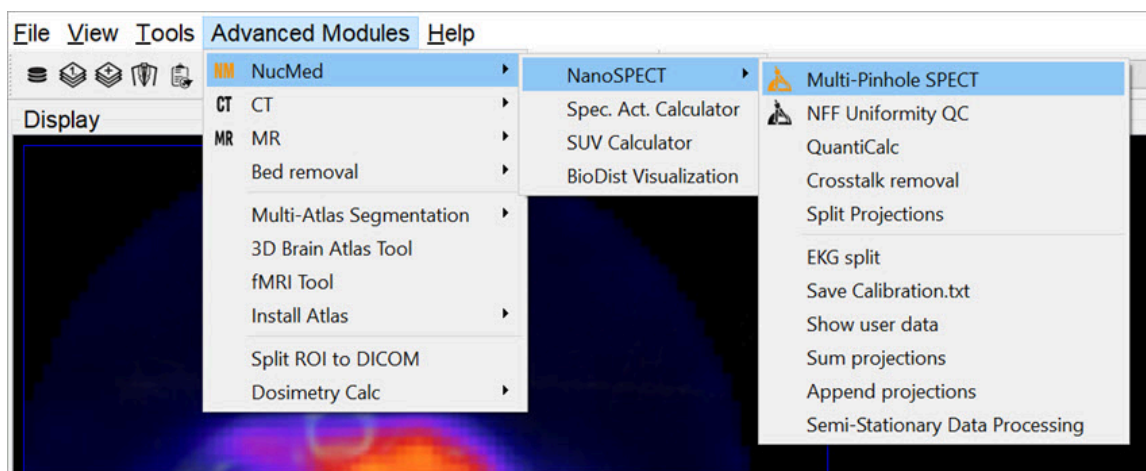 File View Tools Advanced Modules Help
Display
NM NucMed
CT CT
MR MR
Bed removal
Multi-Atlas Segmentation
3D Brain Atlas Tool
fMRI Tool
Install Atlas
Split ROI to DICOM
Dosimetry Calc
NanoSPECT
Spec. Act. Calculator
SUV Calculator
BioDist Visualization
Multi-Pinhole SPECT
NFF Uniformity QC
QuantiCalc
Crosstalk removal
Split Projections
EKG split
Save Calibration.txt
Show user data
Sum projections
Append projections
Semi-Stationary Data Processing